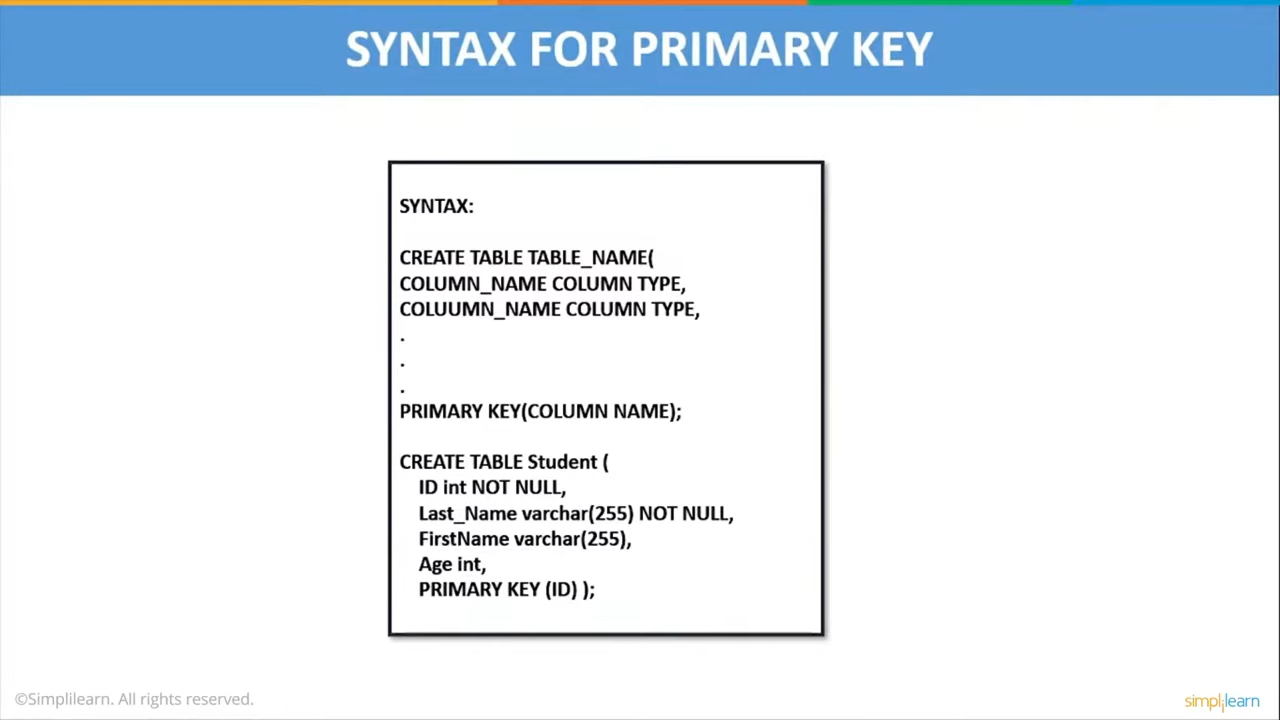 SYNTAX FOR PRIMARY KEY
SYNTAX:
CREATE TABLE TABLE_NAME(
COLUMN_NAME COLUMN TYPE,
COLUUMN_NAME COLUMN TYPE,
.
.
.
PRIMARY KEY(COLUMN NAME);
CREATE TABLE Student (
ID int NOT NULL,
Last_Name varchar(255) NOT NULL,
FirstName varchar(255),
Age int,
PRIMARY KEY (ID) );
©Simplilearn. All rights reserved.
simplilearn